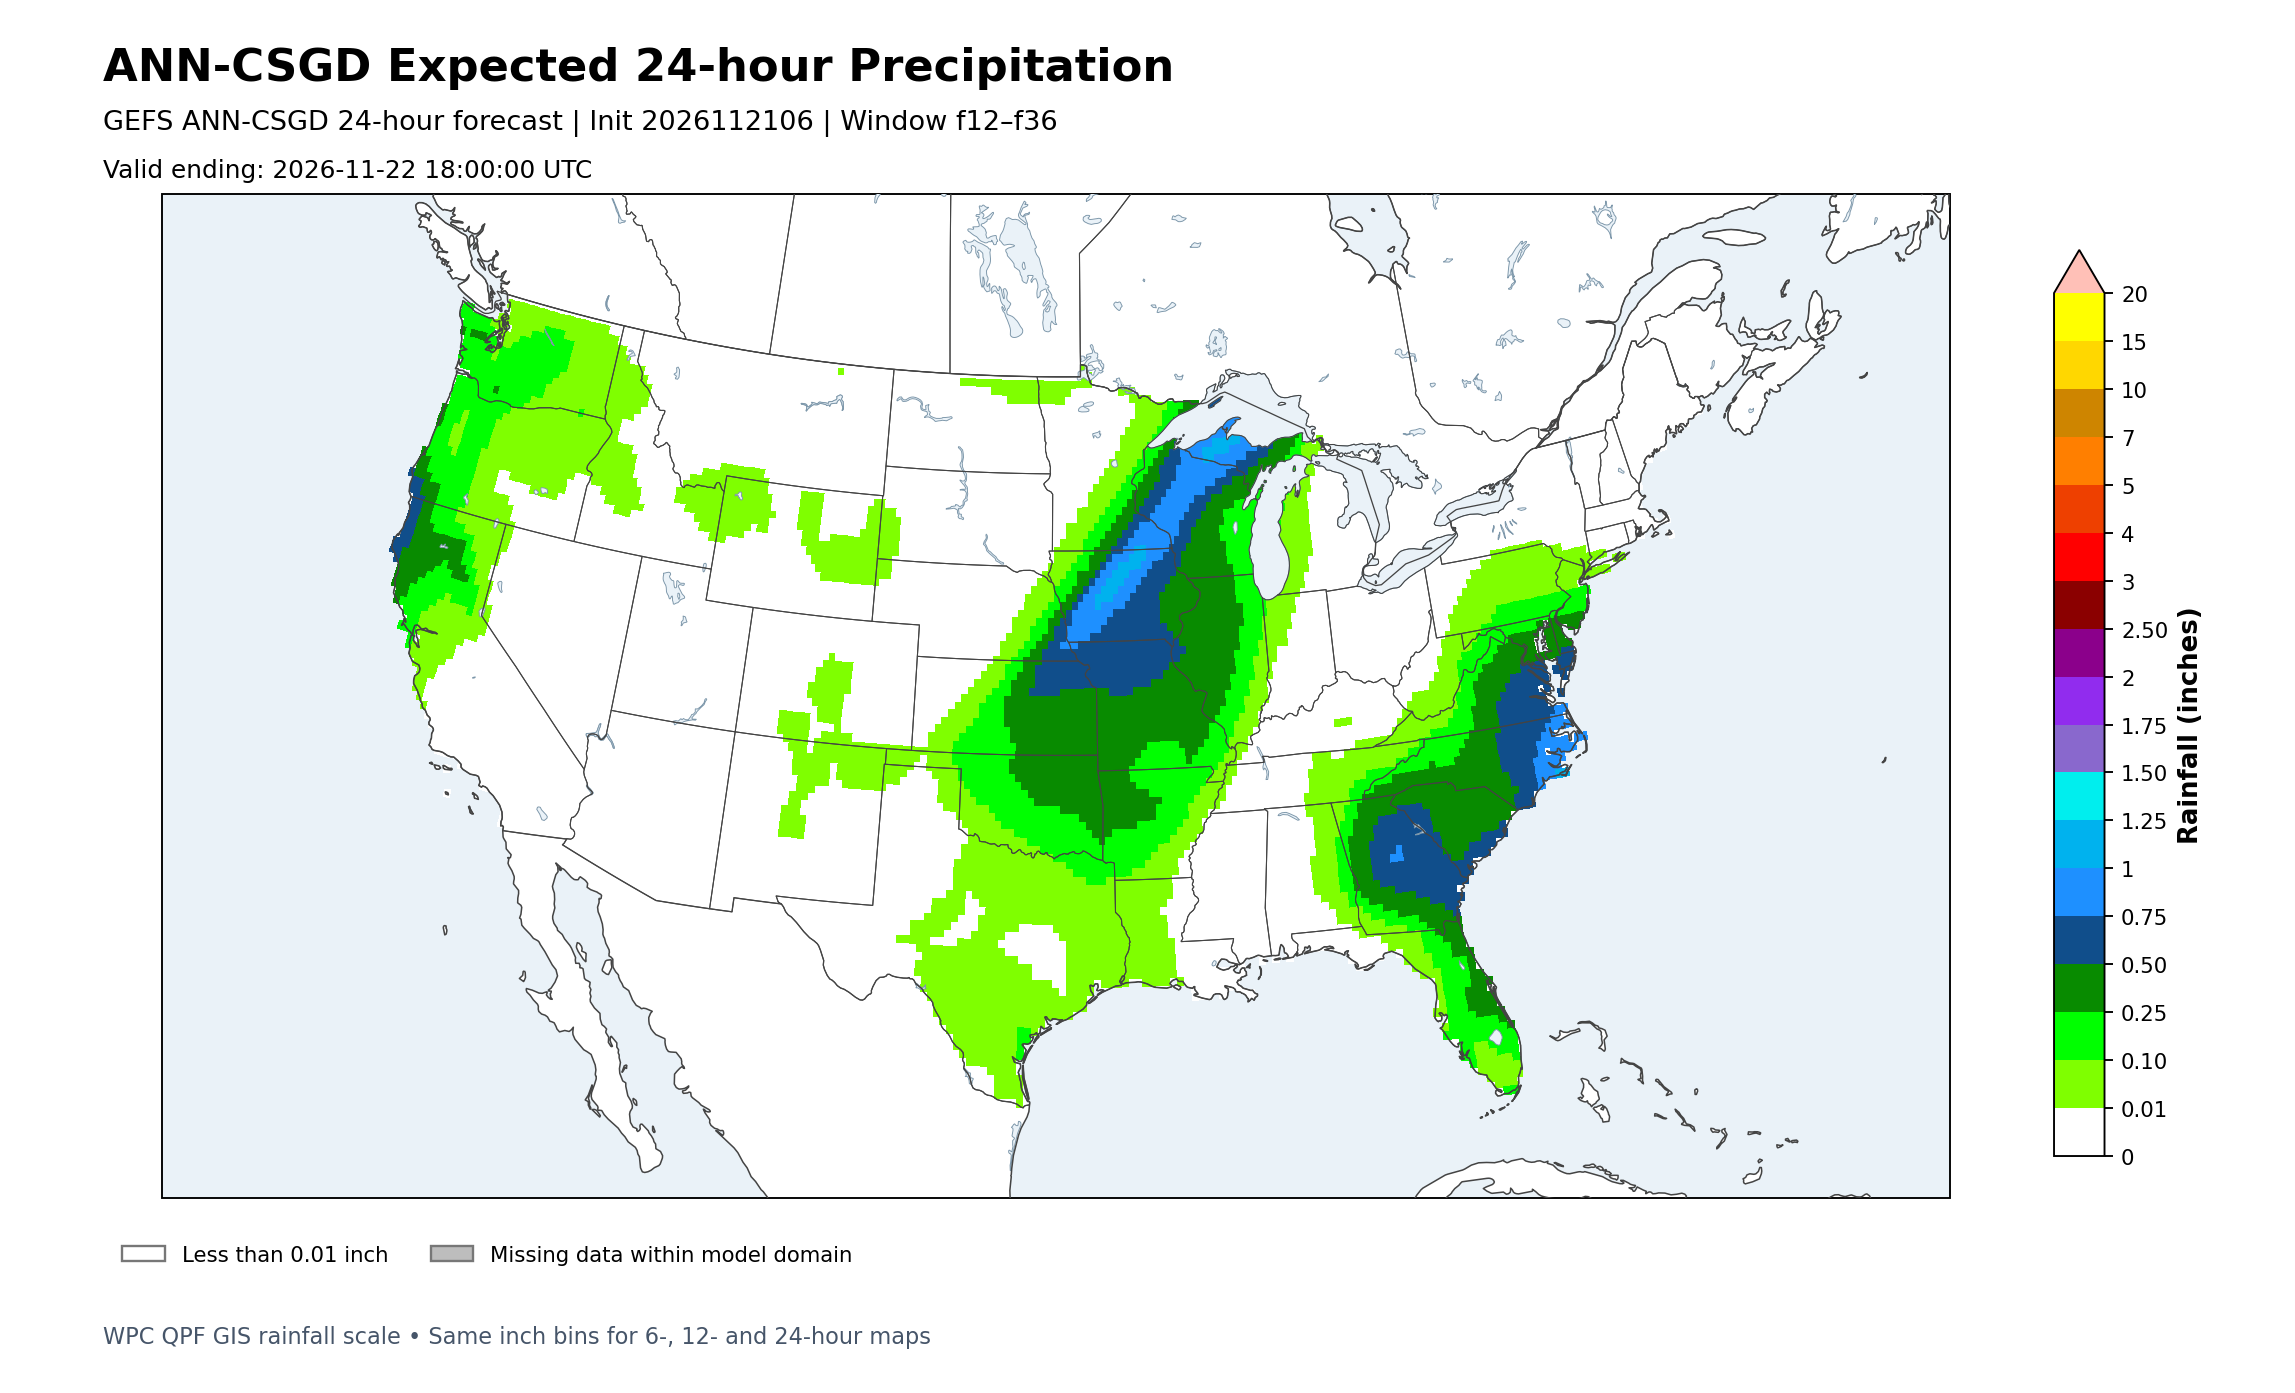 ANN-CSGD Expected 24-hour Precipitation
GEFS ANN-CSGD 24-hour forecast | Init 2026112106 | Window f12–f36
Valid ending: 2026-11-22 18:00:00 UTC
20
15
10
7
5
4
3
2.50
2
1.75
1.50
1.25
1
0.75
0.50
0.25
0.10
0.01
0
Rainfall (inches)
Less than 0.01 inch
Missing data within model domain
WPC QPF GIS rainfall scale • Same inch bins for 6-, 12- and 24-hour maps